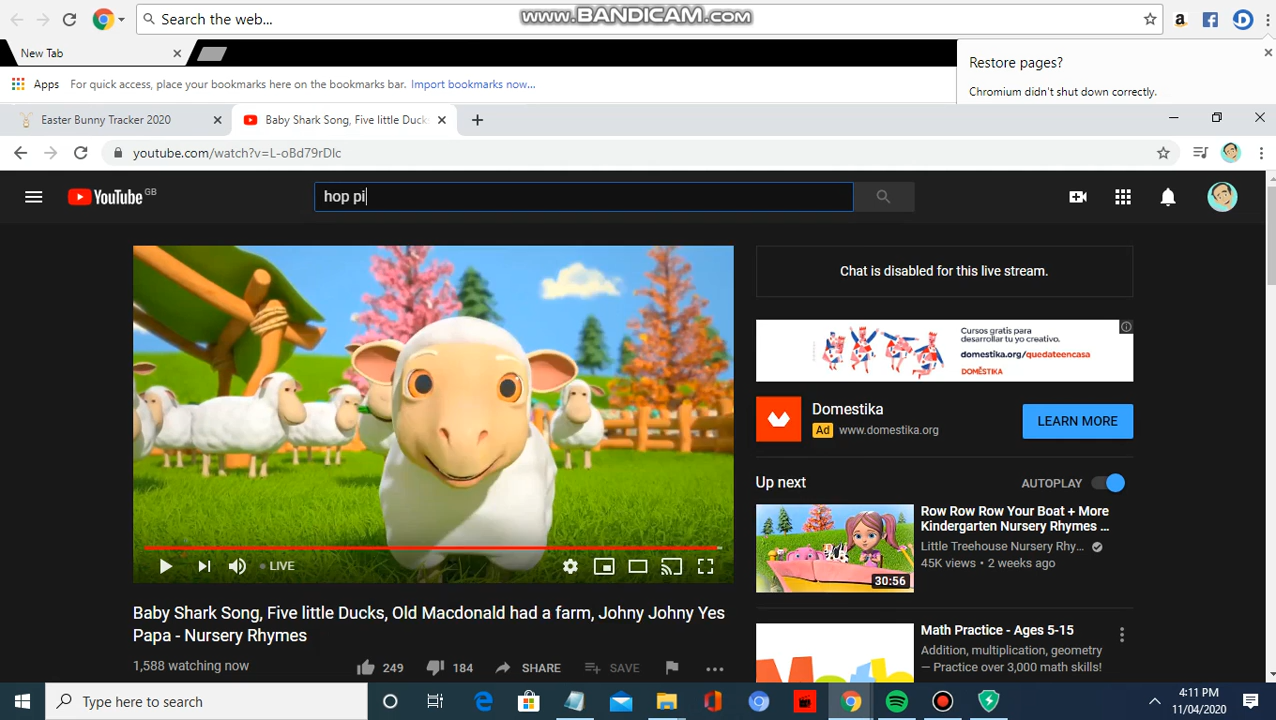 Search the web...
www.BANDICAM.com
New Tab
Restore pages?
Apps
For quick access, place your bookmarks here on the bookmarks bar. Import bookmarks now...
Chromium didn't shut down correctly.
Easter Bunny Tracker 2020
Baby Shark Song, Five little Duck
youtube.com/watch?v=L-oBd79rDIc
YouTube GB
hop pi
Chat is disabled for this live stream.
Cursos gratis para
desarrollar tu yo creativo.
domestika.org/quedateencasa
DOMESTIKA
Domestika
Ad www.domestika.org
LEARN MORE
Up next
AUTOPLAY
Row Row Row Your Boat + More
Kindergarten Nursery Rhymes ...
Little Treehouse Nursery Rhy...
45K views • 2 weeks ago
30:56
LIVE
Baby Shark Song, Five little Ducks, Old Macdonald had a farm, Johny Johny Yes
Papa - Nursery Rhymes
1,588 watching now
249
184
SHARE
SAVE
Math Practice - Ages 5-15
Addition, multiplication, geometry
— Practice over 3,000 math skills!
Type here to search
4:11 PM
11/04/2020